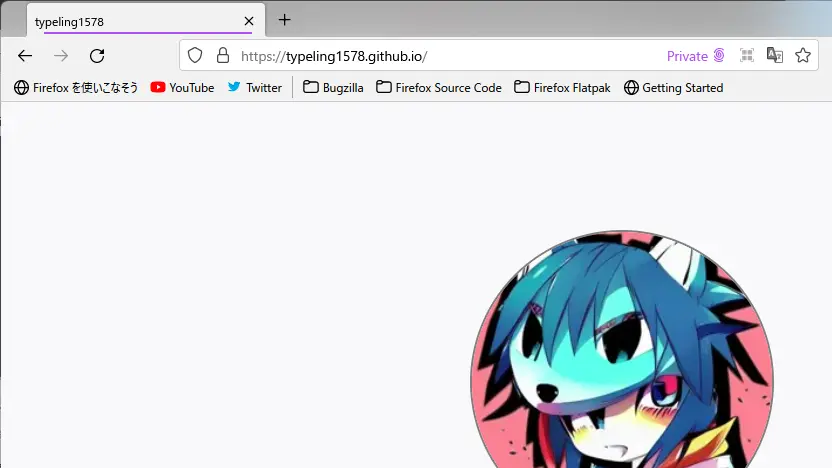 typeling1578
https://typeling1578.github.io/ Private
Firefox を使いこなそう YouTube Twitter Bugzilla Firefox Source Code Firefox Flatpak Getting Started